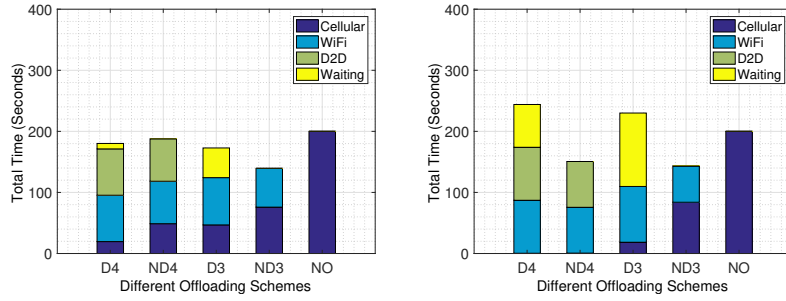 400
300
200
100
0
Total Time (Seconds)
Cellular
WiFi
D2D
Waiting
D4 ND4 D3 ND3 NO
Different Offloading Schemes
400
300
200
100
0
Total Time (Seconds)
Cellular
WiFi
D2D
Waiting
D4 ND4 D3 ND3 NO
Different Offloading Schemes